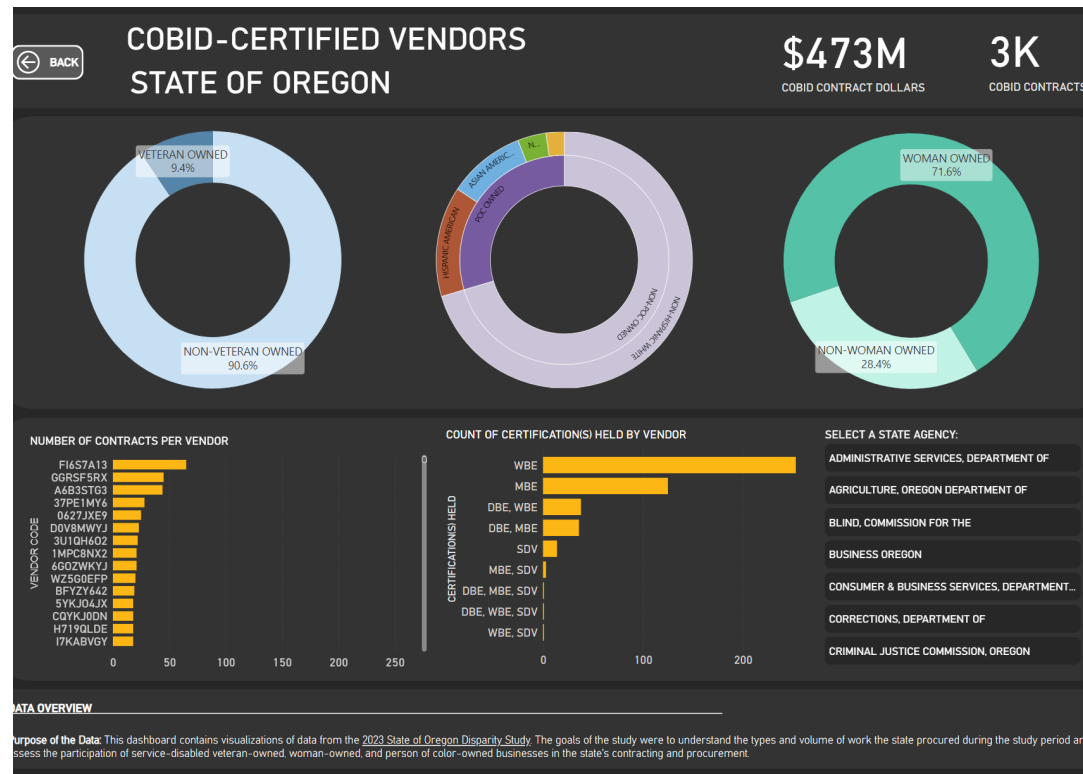 BACK
COBID-CERTIFIED VENDORS
STATE OF OREGON
$473M
COBID CONTRACT DOLLARS
3K
COBID CONTRACTS
VETERAN OWNED
9.4%
NON-VETERAN OWNED
90.6%
N...
ASIAN AMERIC...
HISPANIC AMERICAN
POC OWNED
NON-POC OWNED
NON-HISPANIC WHITE
WOMAN OWNED
71.6%
NON-WOMAN OWNED
28.4%
NUMBER OF CONTRACTS PER VENDOR
VENDOR CODE
FI6S7A13
GGRSF5RX
A6B3STG3
37PE1MY6
0627JXE9
D0V8MWYJ
3U1QH6O2
1MPC8NX2
6GOZWKYJ
WZ5G0EFP
BFYZY642
5YKJO4JX
CQYKJ0DN
H719QLDE
I7KABVGY
0 50 100 150 200 250
COUNT OF CERTIFICATION(S) HELD BY VENDOR
CERTIFICATION(S) HELD
WBE
MBE
DBE, WBE
DBE, MBE
SDV
MBE, SDV
DBE, MBE, SDV
DBE, WBE, SDV
WBE, SDV
0 100 200
SELECT A STATE AGENCY:
ADMINISTRATIVE SERVICES, DEPARTMENT OF
AGRICULTURE, OREGON DEPARTMENT OF
BLIND, COMMISSION FOR THE
BUSINESS OREGON
CONSUMER & BUSINESS SERVICES, DEPARTMENT...
CORRECTIONS, DEPARTMENT OF
CRIMINAL JUSTICE COMMISSION, OREGON
DATA OVERVIEW
Purpose of the Data: This dashboard contains visualizations of data from the 2023 State of Oregon Disparity Study. The goals of the study were to understand the types and volume of work the state procured during the study period an
ssess the participation of service-disabled veteran-owned, woman-owned, and person of color-owned businesses in the state's contracting and procurement.